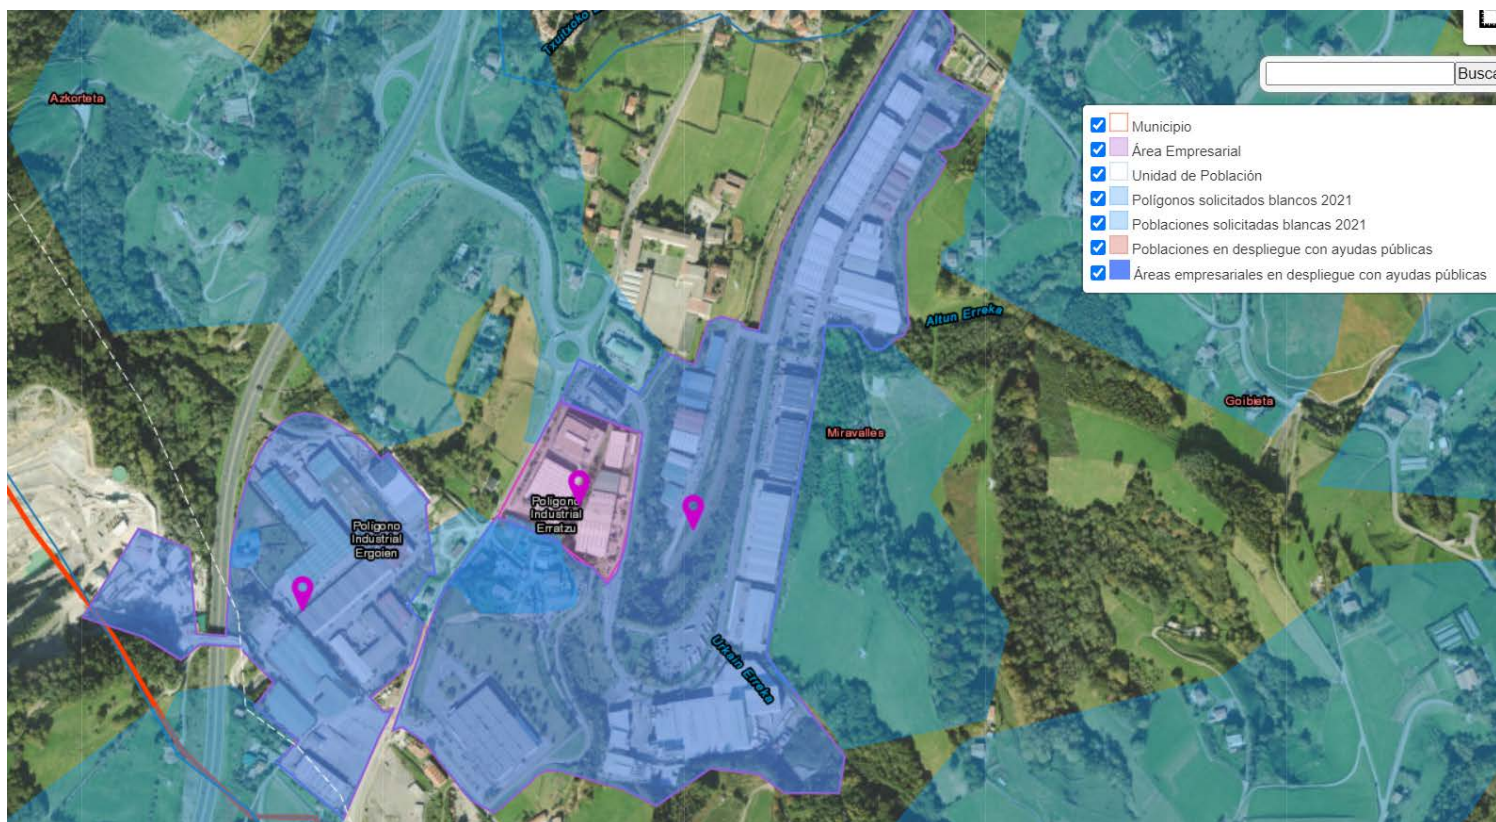 Txuitxoko
Azkorteta
Busca
Municipio
Área Empresarial
Unidad de Población
Polígonos solicitados blancos 2021
Poblaciones solicitadas blancas 2021
Poblaciones en despliegue con ayudas públicas
Áreas empresariales en despliegue con ayudas públicas
Altun Erreka
Goibieta
Miravalles
Polígono
Industrial
Erratzu
Polígono
Industrial
Ergoien
Urkain Erreka